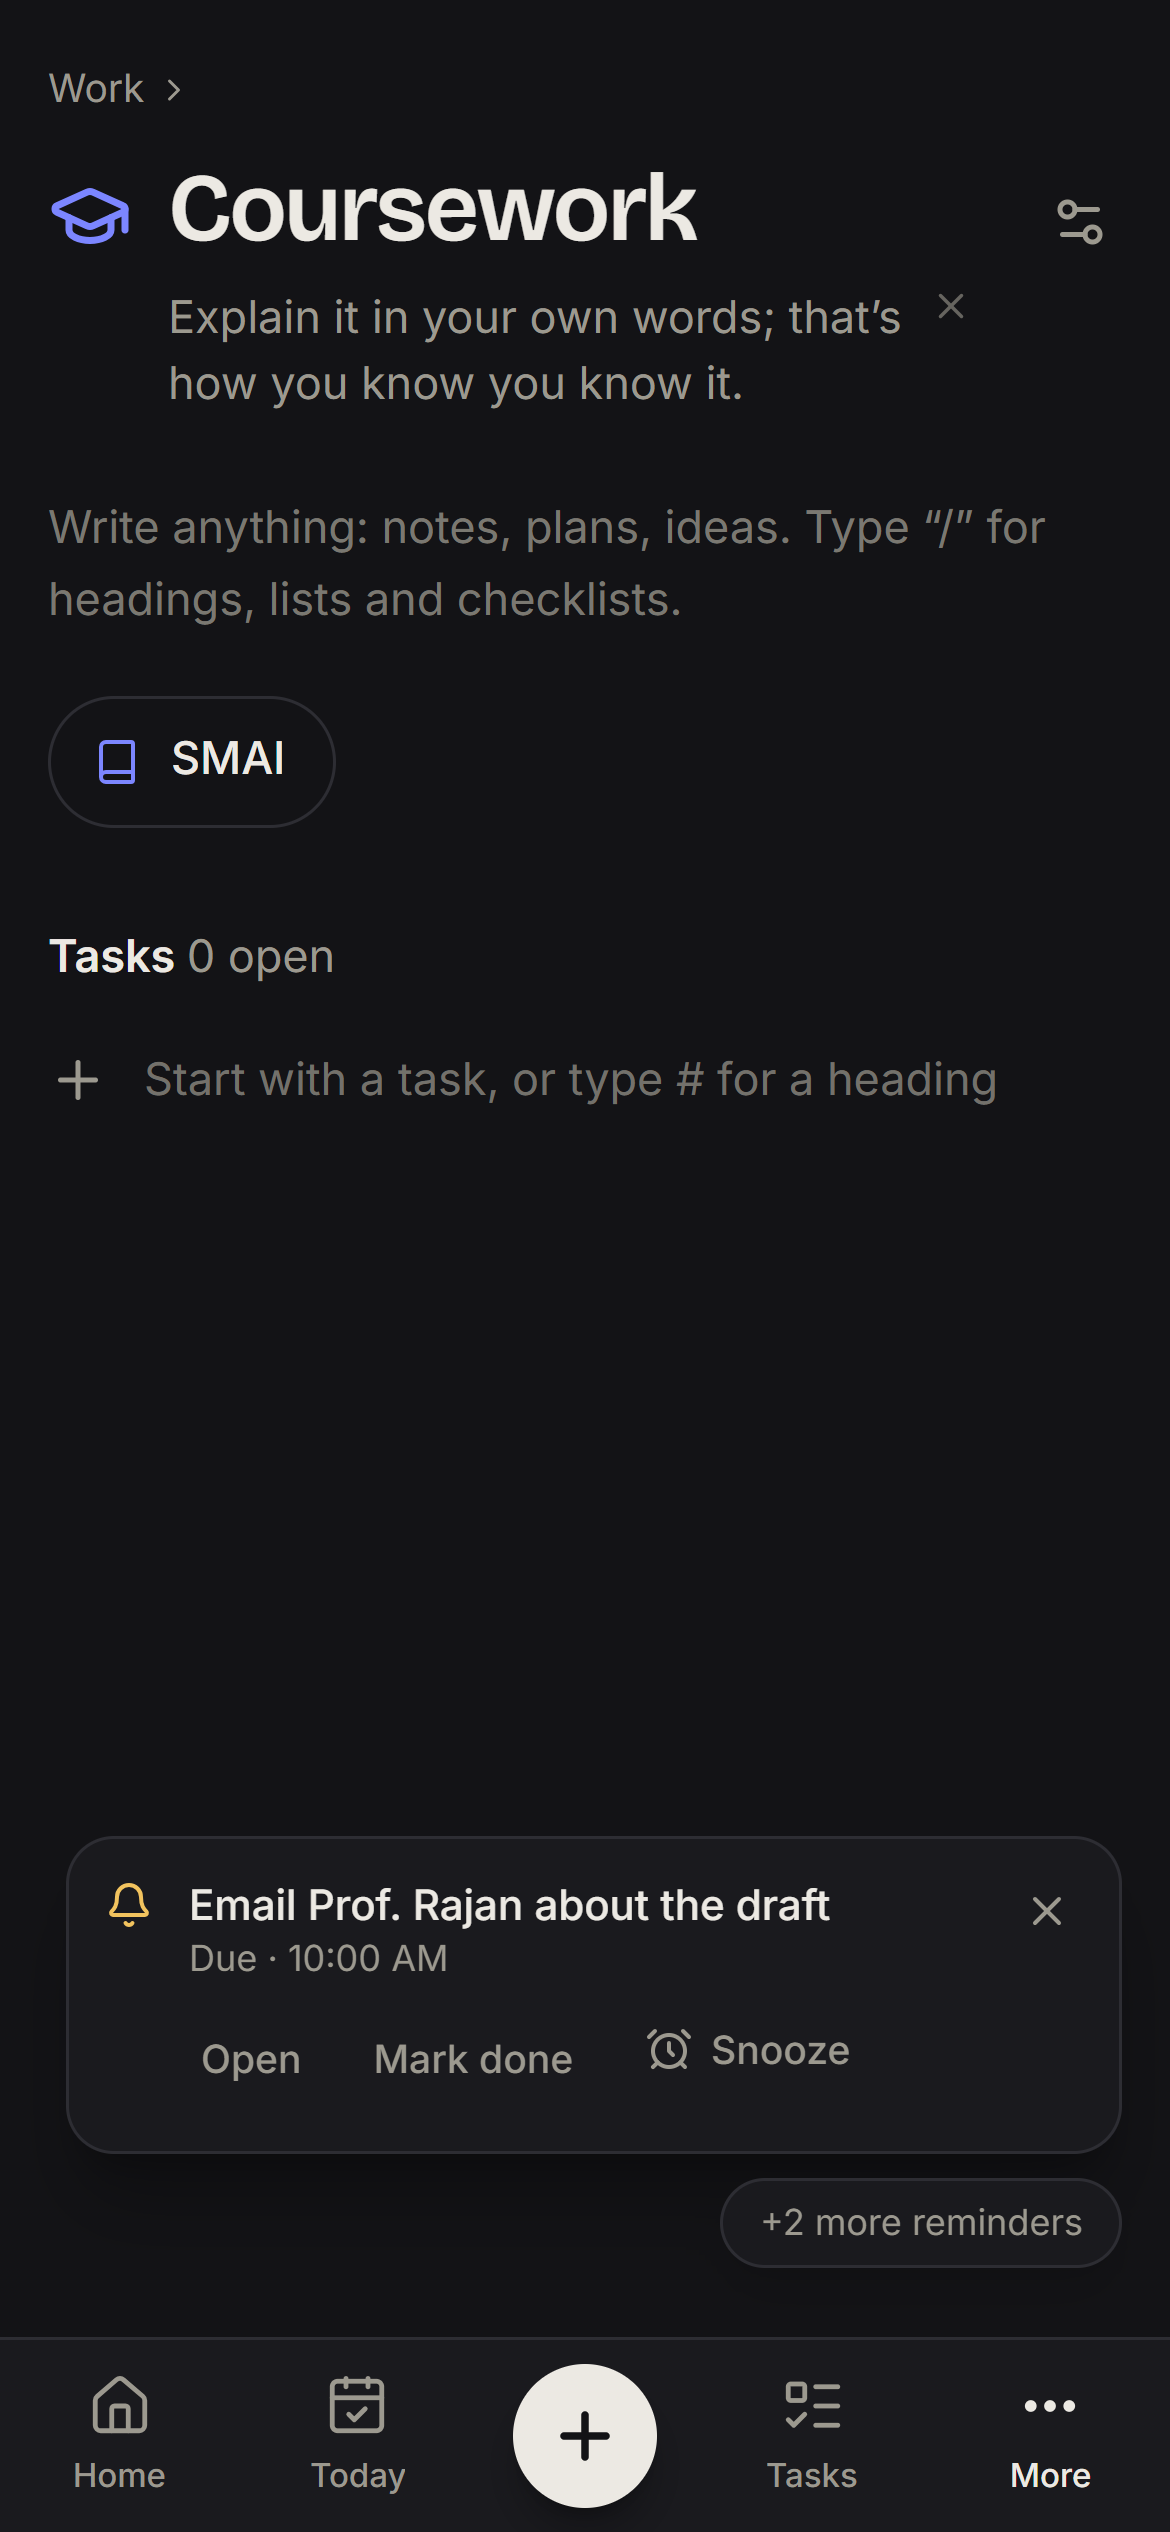 Work
Coursework
Explain it in your own words; that’s
how you know you know it.
Write anything: notes, plans, ideas. Type “/” for
headings, lists and checklists.
SMAI
Tasks 0 open
Start with a task, or type # for a heading
Email Prof. Rajan about the draft
Due · 10:00 AM
Open Mark done Snooze
+2 more reminders
Home Today Tasks More